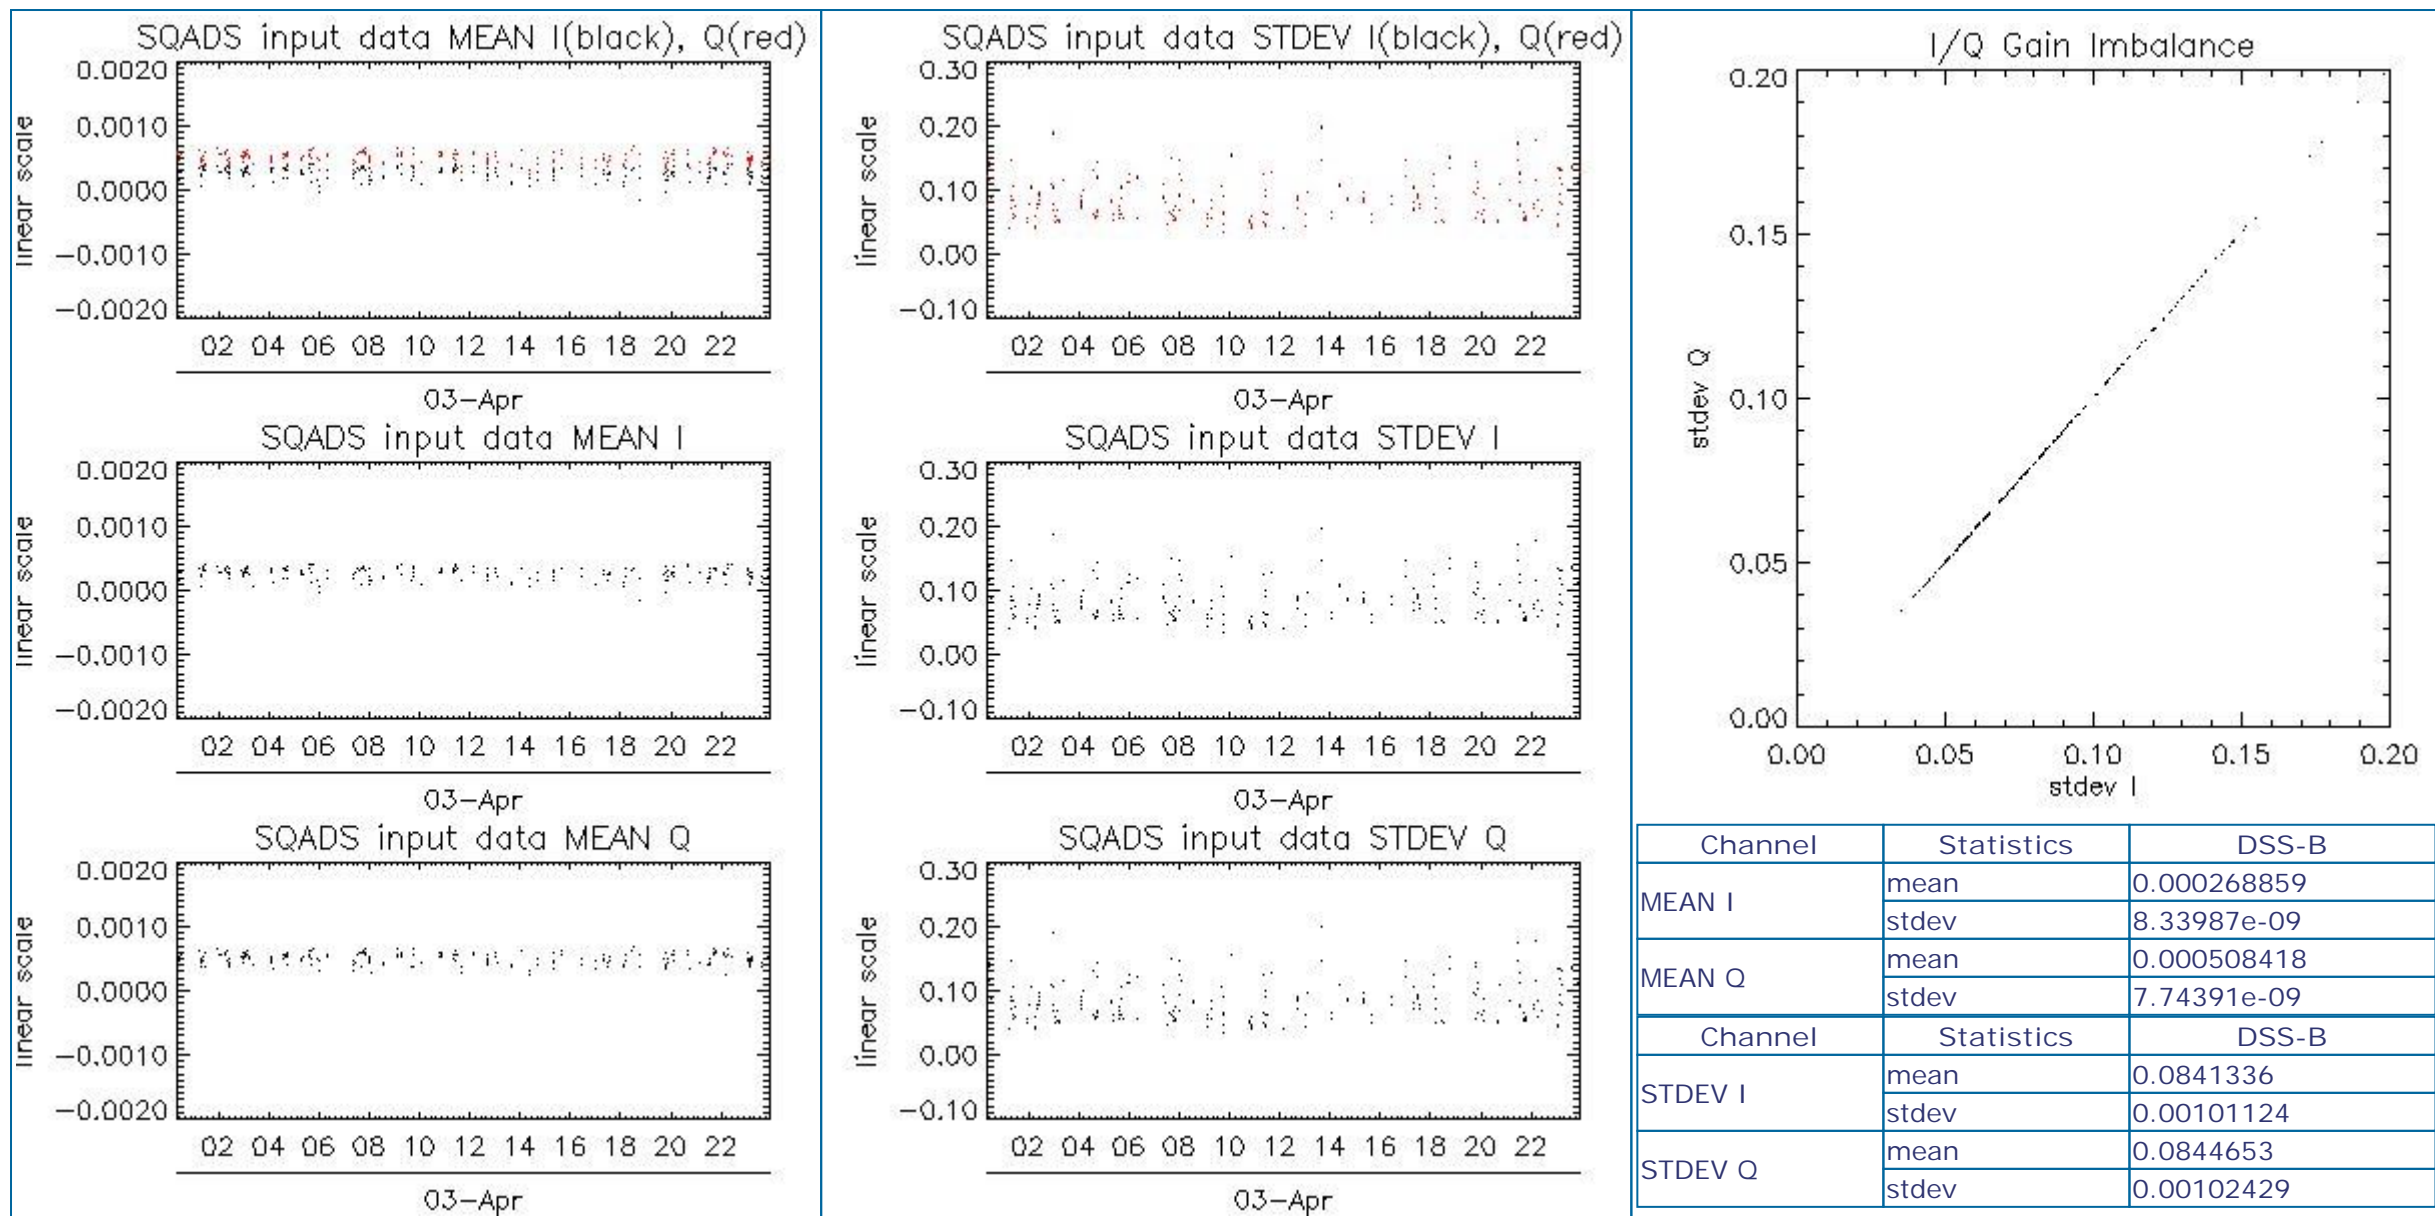 SQADS input data MEAN I(black), Q(red)
0.0020
0.0010
0.0000
-0.0010
-0.0020
linear scale
02 04 06 08 10 12 14 16 18 20 22
03-Apr
SQADS input data MEAN I
0.0020
0.0010
0.0000
-0.0010
-0.0020
linear scale
02 04 06 08 10 12 14 16 18 20 22
03-Apr
SQADS input data MEAN Q
0.0020
0.0010
0.0000
-0.0010
-0.0020
linear scale
02 04 06 08 10 12 14 16 18 20 22
03-Apr
SQADS input data STDEV I(black), Q(red)
0.30
0.20
0.10
0.00
-0.10
linear scale
02 04 06 08 10 12 14 16 18 20 22
03-Apr
SQADS input data STDEV I
0.30
0.20
0.10
0.00
-0.10
linear scale
02 04 06 08 10 12 14 16 18 20 22
03-Apr
SQADS input data STDEV Q
0.30
0.20
0.10
0.00
-0.10
linear scale
02 04 06 08 10 12 14 16 18 20 22
03-Apr
I/Q Gain Imbalance
0.20
0.15
0.10
0.05
0.00
stdev Q
0.00 0.05 0.10 0.15 0.20
stdev I
Channel Statistics DSS-B
MEAN I mean 0.000268859
stdev 8.33987e-09
MEAN Q mean 0.000508418
stdev 7.74391e-09
Channel Statistics DSS-B
STDEV I mean 0.0841336
stdev 0.00101124
STDEV Q mean 0.0844653
stdev 0.00102429